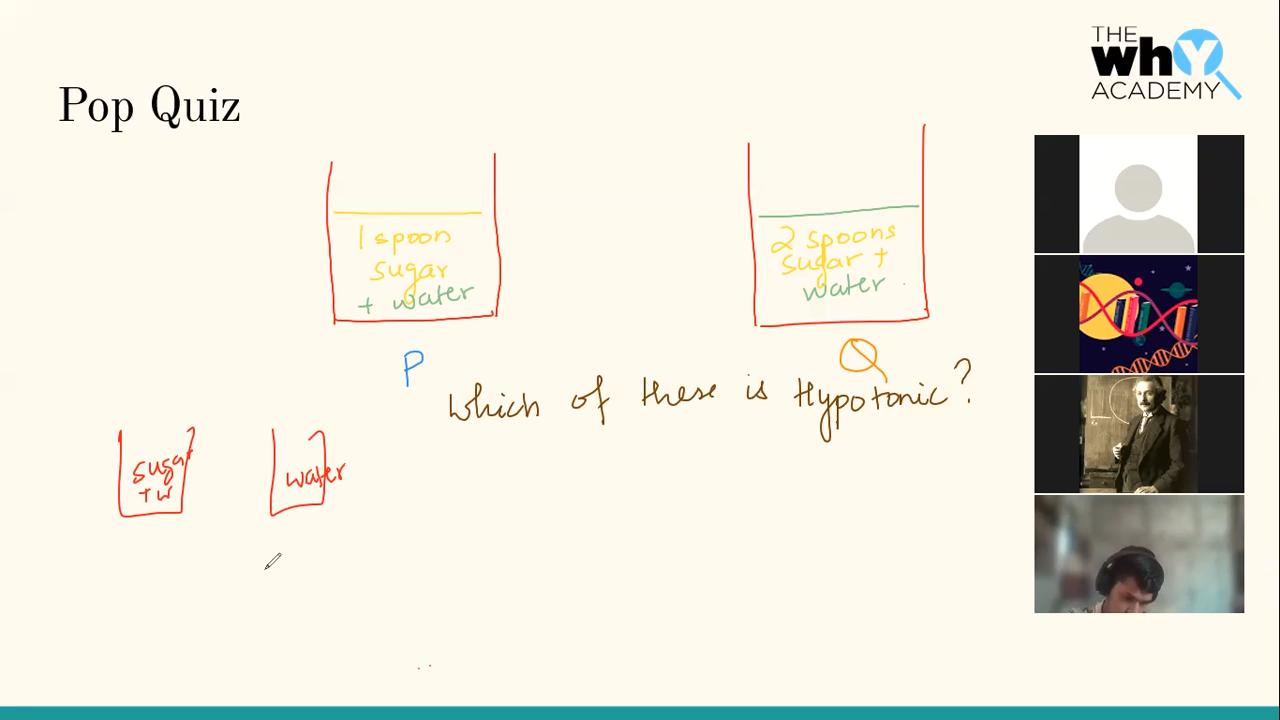 THE
whY
ACADEMY
Pop Quiz
1 spoon
sugar
+ water
2 spoons
sugar +
water
P
Q
Which of these is Hypotonic?
sugar
+ w
water